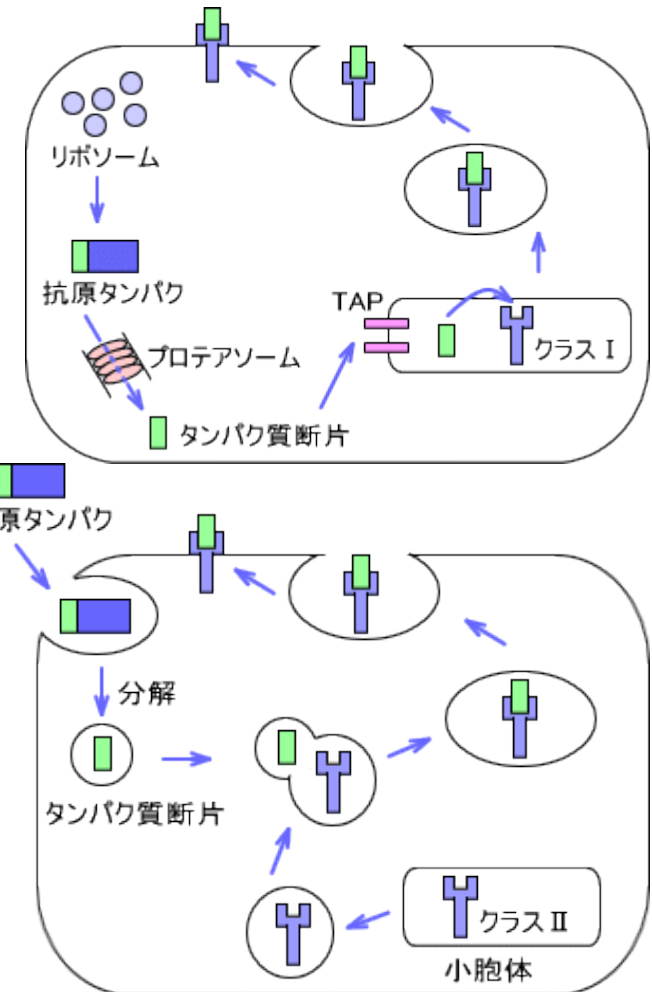 リボソーム
抗原タンパク
プロテアソーム
TAP
クラスⅠ
タンパク質断片
原タンパク
分解
タンパク質断片
クラスⅡ
小胞体